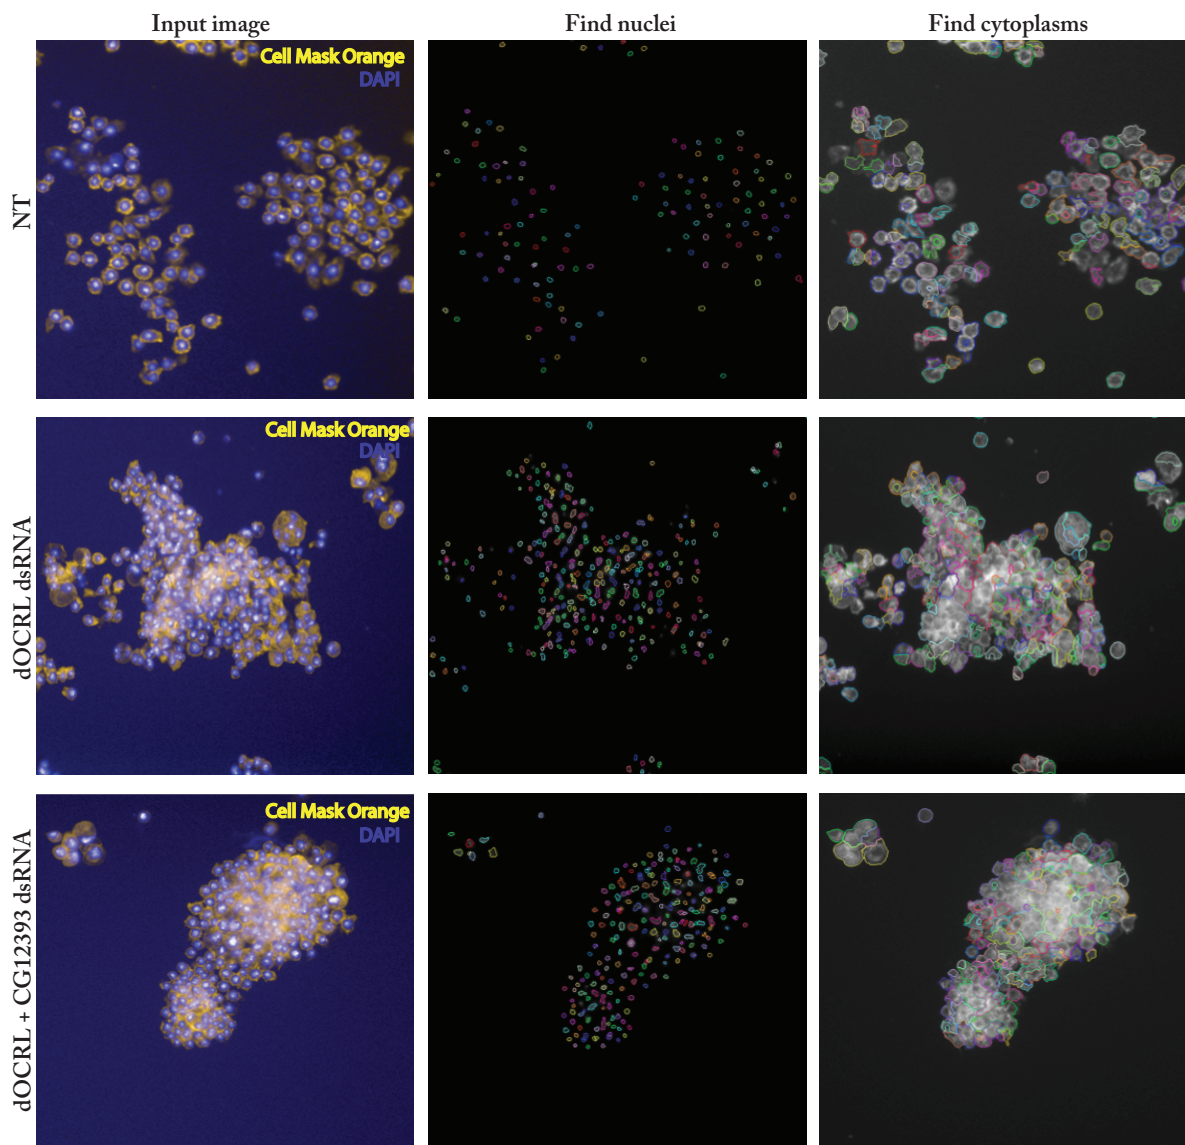 Input image
Find nuclei
Find cytoplasms
NT
Cell Mask Orange
DAPI
dOCRL dsRNA
Cell Mask Orange
DAPI
dOCRL + CG12393 dsRNA
Cell Mask Orange
DAPI